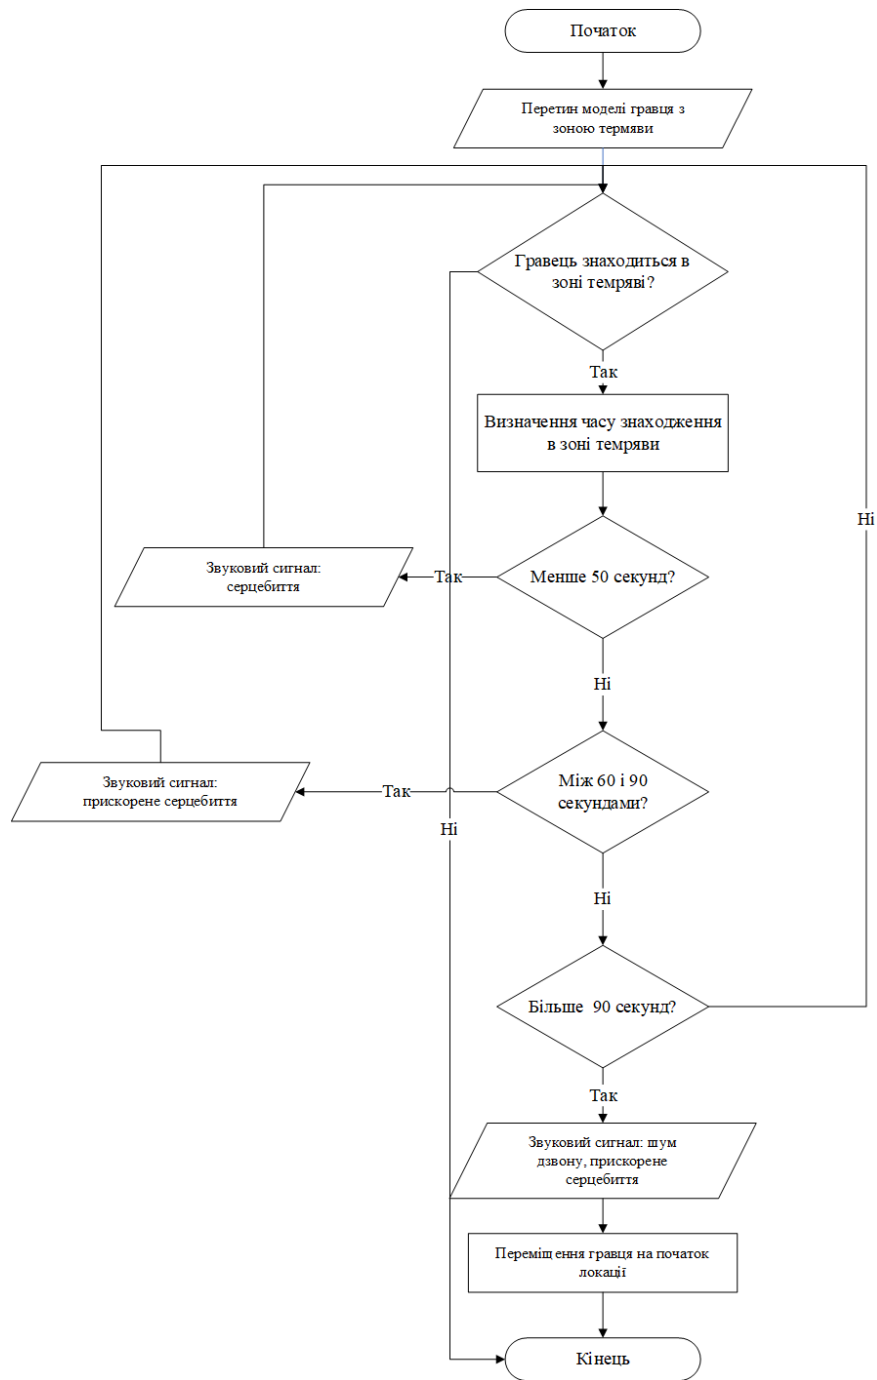 Початок
Перетин моделі гравця з
зоною термяви
Гравець знаходиться в
зоні темряві?
Так
Визначення часу знаходження
в зоні темряви
Ні
Звуковий сигнал:
серцебиття
Так
Менше 50 секунд?
Ні
Звуковий сигнал:
прискорене серцебиття
Так
Між 60 і 90
секундами?
Ні
Ні
Більше 90 секунд?
Так
Звуковий сигнал: шум
дзвону, прискорене
серцебиття
Переміщення гравця на початок
локації
Кінець